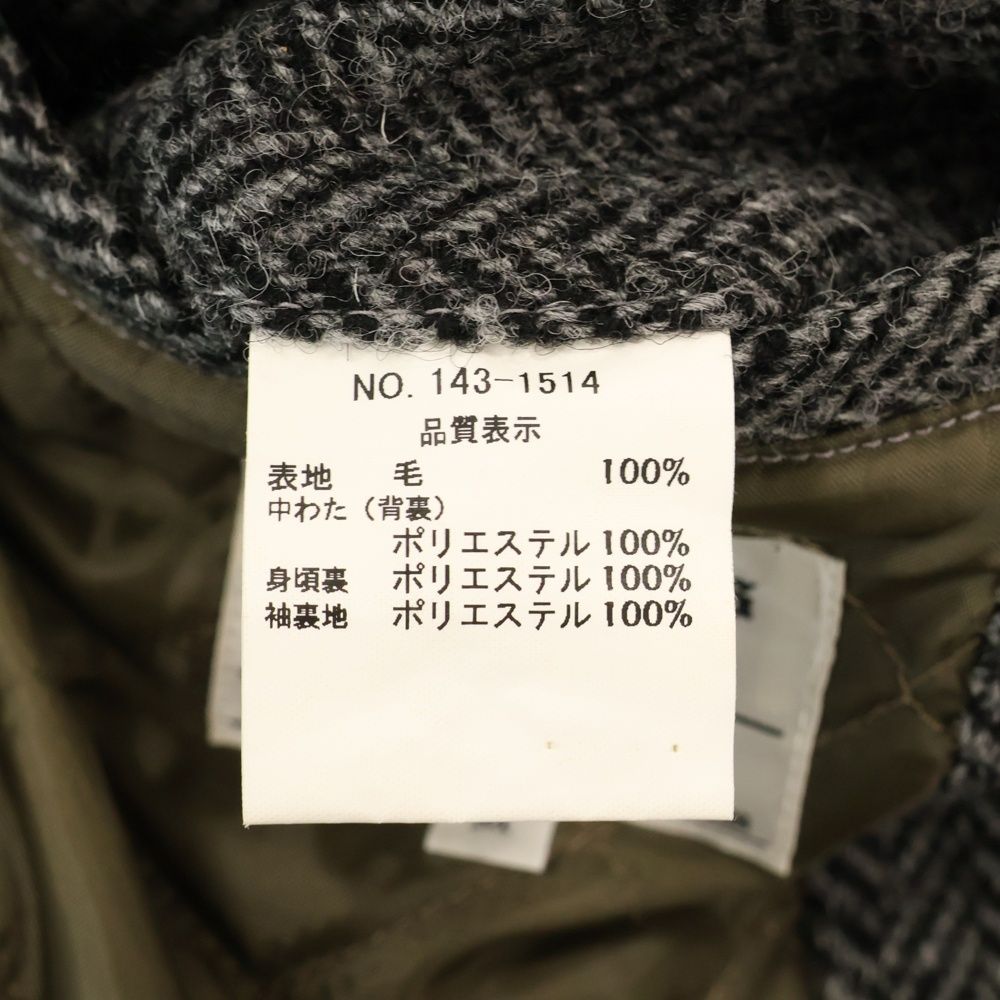 NO. 143-1514
品質表示
表地 毛 100%
中わた（背裏）
ポリエステル 100%
身頃裏 ポリエステル 100%
袖裏地 ポリエステル 100%